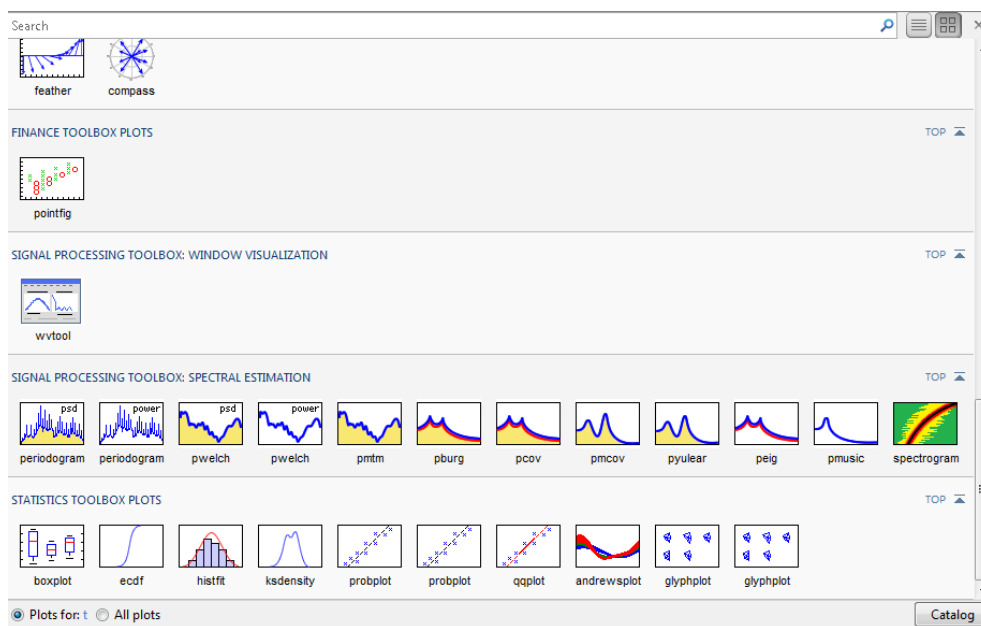 Search
feather compass
FINANCE TOOLBOX PLOTS TOP
pointfig
SIGNAL PROCESSING TOOLBOX: WINDOW VISUALIZATION TOP
wvtool
SIGNAL PROCESSING TOOLBOX: SPECTRAL ESTIMATION TOP
psd power psd power
periodogram periodogram pwelch pwelch pmtm pburg pcov pmcov pyulear peig pmusic spectrogram
STATISTICS TOOLBOX PLOTS TOP
boxplot ecdf histfit ksdensity probplot probplot qqplot andrewsplot glyphplot glyphplot
Plots for: t All plots Catalog